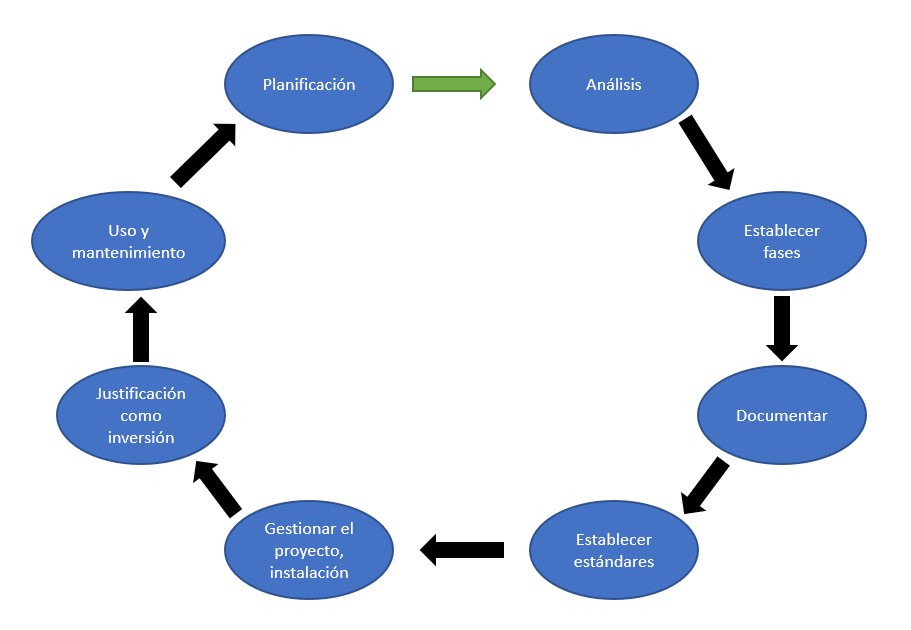 Planificación
Análisis
Establecer
fases
Documentar
Establecer
estándares
Gestionar el
proyecto,
instalación
Justificación
como
inversión
Uso y
mantenimiento